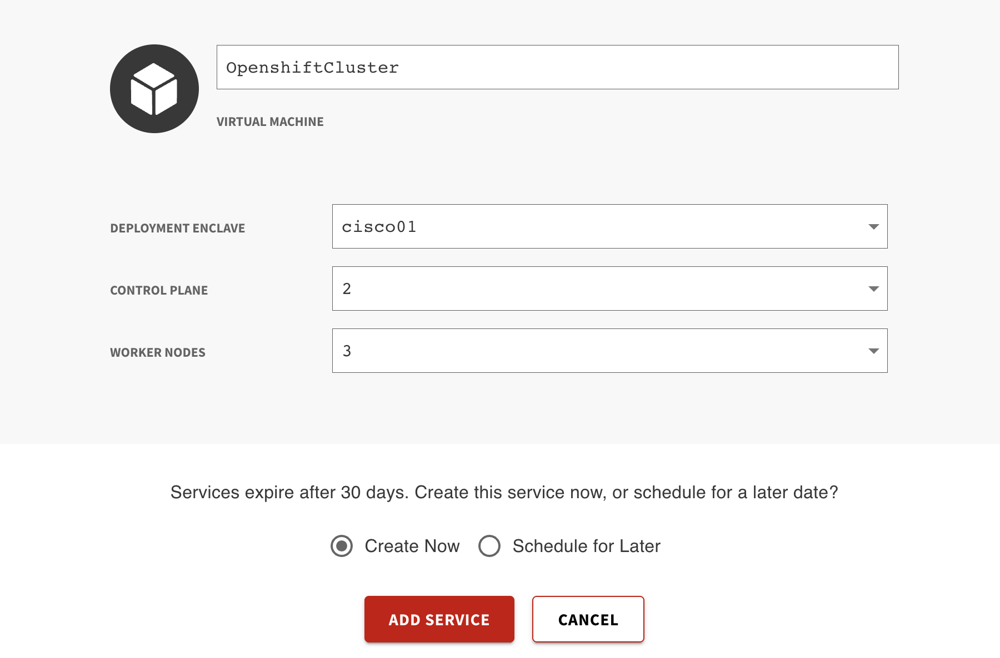 OpenshiftCluster
VIRTUAL MACHINE
DEPLOYMENT ENCLAVE
cisco01
CONTROL PLANE
2
WORKER NODES
3
Services expire after 30 days. Create this service now, or schedule for a later date?
Create Now
Schedule for Later
ADD SERVICE
CANCEL